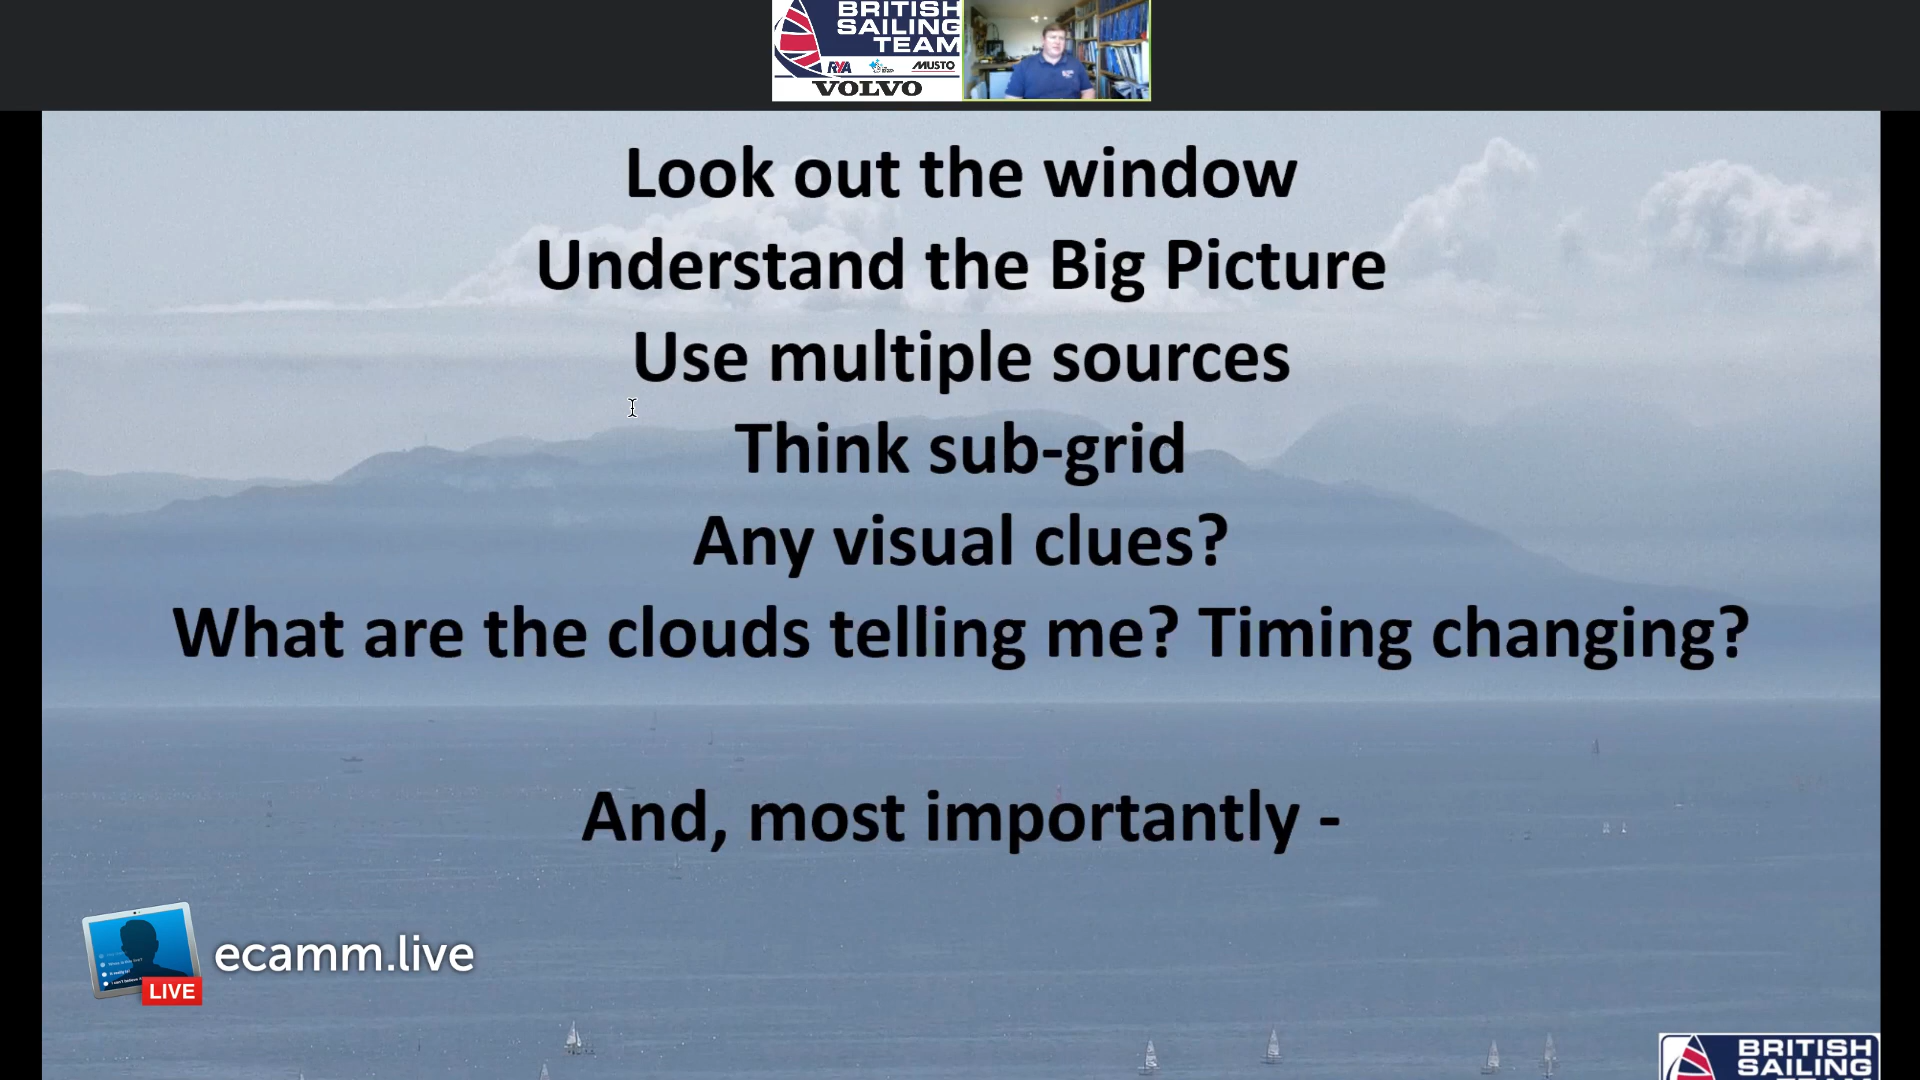 BRITISH
SAILING
TEAM
RYA
MUSTO
VOLVO
Look out the window
Understand the Big Picture
Use multiple sources
Think sub-grid
Any visual clues?
What are the clouds telling me? Timing changing?
And, most importantly -
ecamm.live
LIVE
BRITISH
SAILING